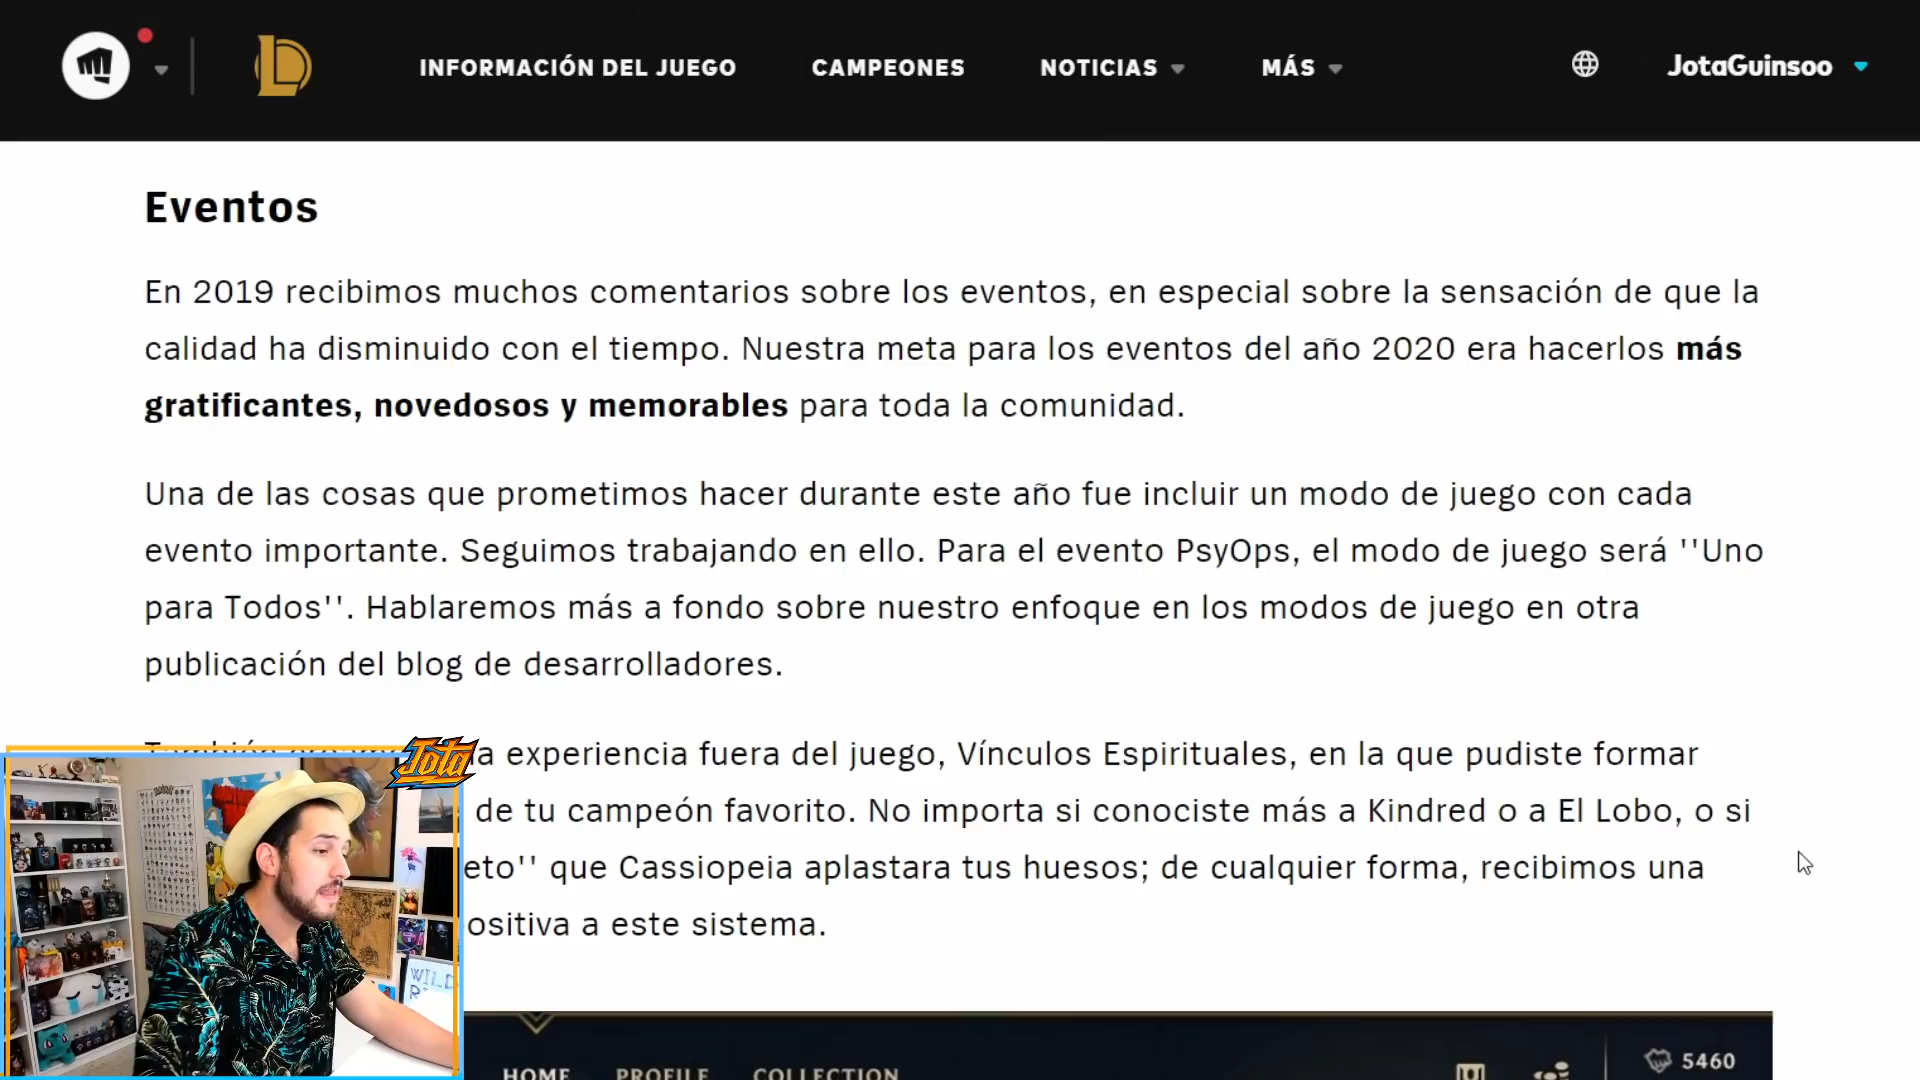 INFORMACIÓN DEL JUEGO CAMPEONES NOTICIAS MÁS JotaGuinsoo
Eventos
En 2019 recibimos muchos comentarios sobre los eventos, en especial sobre la sensación de que la
calidad ha disminuido con el tiempo. Nuestra meta para los eventos del año 2020 era hacerlos más
gratificantes, novedosos y memorables para toda la comunidad.
Una de las cosas que prometimos hacer durante este año fue incluir un modo de juego con cada
evento importante. Seguimos trabajando en ello. Para el evento PsyOps, el modo de juego será ''Uno
para Todos''. Hablaremos más a fondo sobre nuestro enfoque en los modos de juego en otra
publicación del blog de desarrolladores.
También experiencia fuera del juego, Vínculos Espirituales, en la que pudiste formar
Jota
de tu campeón favorito. No importa si conociste más a Kindred o a El Lobo, o si
eto'' que Cassiopeia aplastara tus huesos; de cualquier forma, recibimos una
ositiva a este sistema.
WILD
HOME PROFILE COLLECTION 5460